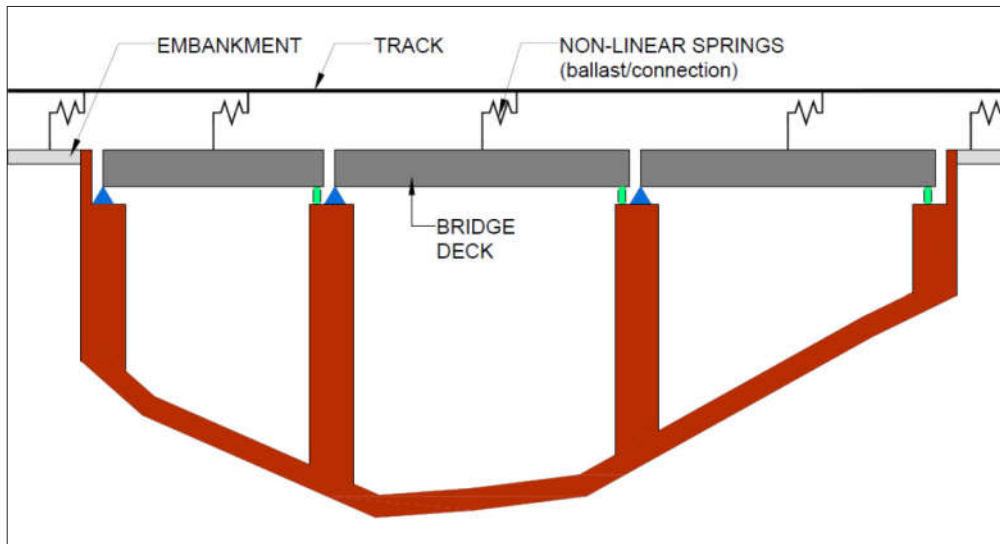 EMBANKMENT
TRACK
NON-LINEAR SPRINGS
(ballast/connection)
BRIDGE
DECK